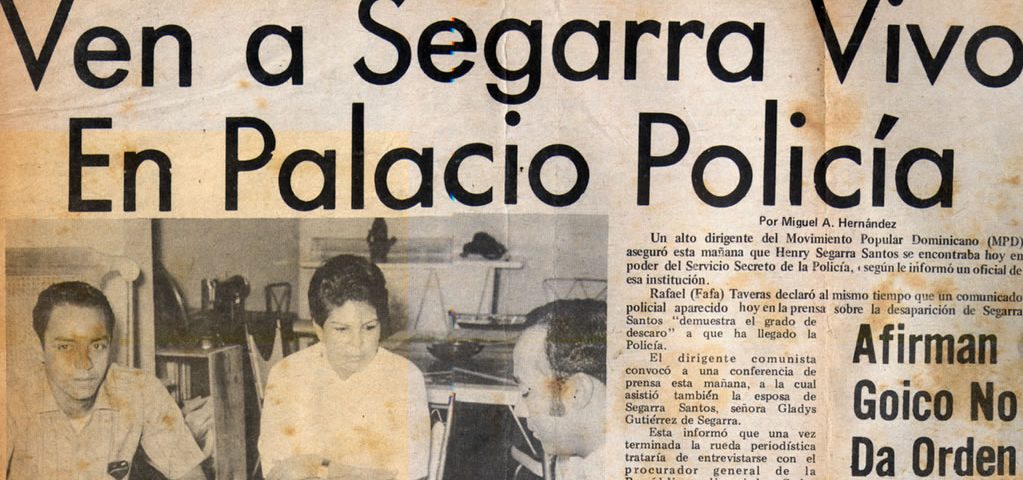 Ven a Segarra Vivo
En Palacio Policía
Por Miguel A. Hernández
Un alto dirigente del Movimiento Popular Dominicano (MPD)
aseguró esta mañana que Henry Segarra Santos se encontraba hoy en
poder del Servicio Secreto de la Policía, según le informó un oficial de
esa institución.
Rafael (Fafa) Taveras declaró al mismo tiempo que un comunicado
policial aparecido hoy en la prensa sobre la desaparición de Segarra
Santos "demuestra el grado de
descaro" a que ha llegado la
Policía.
El dirigente comunista
convocó a una conferencia de
prensa esta mañana, a la cual
asistió también la esposa de
Segarra Santos, señora Gladys
Gutiérrez de Segarra.
Esta informó que una vez
terminada la rueda periodística
trataría de entrevistarse con el
procurador general de la
Afirman
Goico No
Da Orden